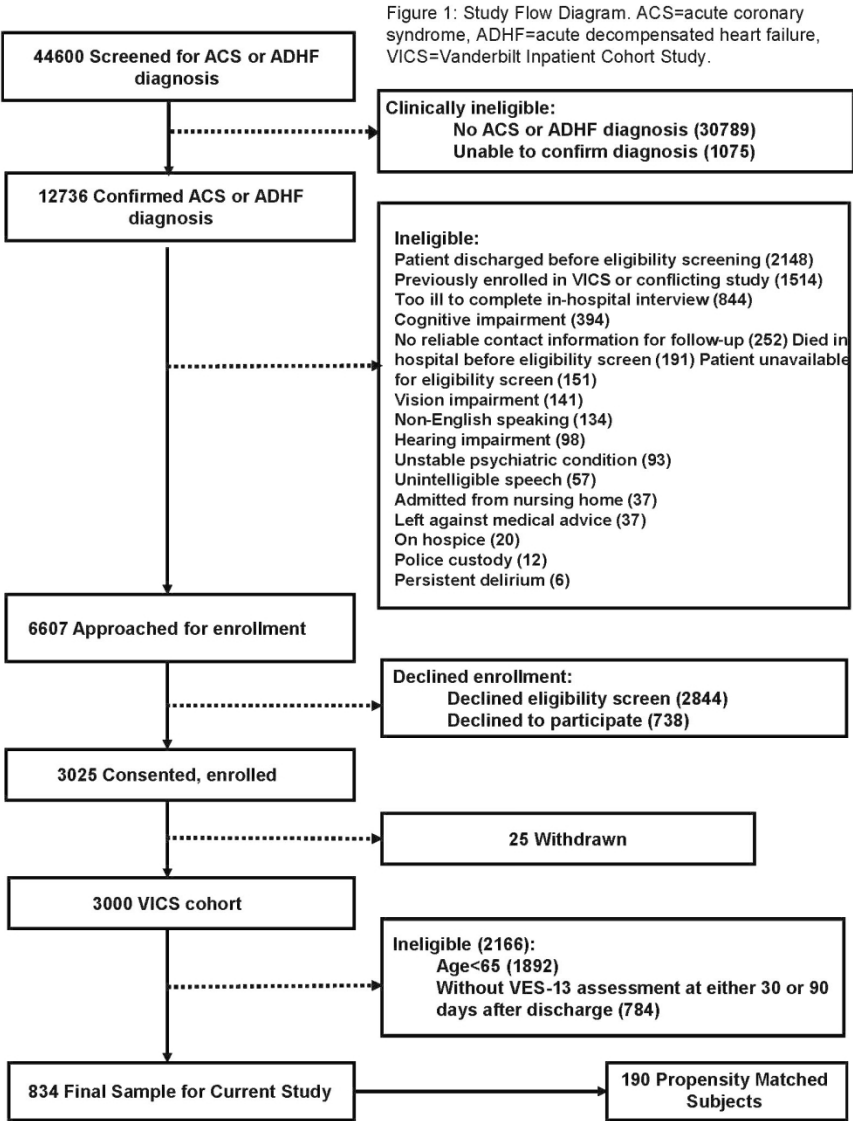 Figure 1: Study Flow Diagram. ACS=acute coronary
syndrome, ADHF=acute decompensated heart failure,
VICS=Vanderbilt Inpatient Cohort Study.
44600 Screened for ACS or ADHF
diagnosis
Clinically ineligible:
No ACS or ADHF diagnosis (30789)
Unable to confirm diagnosis (1075)
12736 Confirmed ACS or ADHF
diagnosis
Ineligible:
Patient discharged before eligibility screening (2148)
Previously enrolled in VICS or conflicting study (1514)
Too ill to complete in-hospital interview (844)
Cognitive impairment (394)
No reliable contact information for follow-up (252) Died in
hospital before eligibility screen (191) Patient unavailable
for eligibility screen (151)
Vision impairment (141)
Non-English speaking (134)
Hearing impairment (98)
Unstable psychiatric condition (93)
Unintelligible speech (57)
Admitted from nursing home (37)
Left against medical advice (37)
On hospice (20)
Police custody (12)
Persistent delirium (6)
6607 Approached for enrollment
Declined enrollment:
Declined eligibility screen (2844)
Declined to participate (738)
3025 Consented, enrolled
25 Withdrawn
3000 VICS cohort
Ineligible (2166):
Age<65 (1892)
Without VES-13 assessment at either 30 or 90
days after discharge (784)
834 Final Sample for Current Study
190 Propensity Matched
Subjects